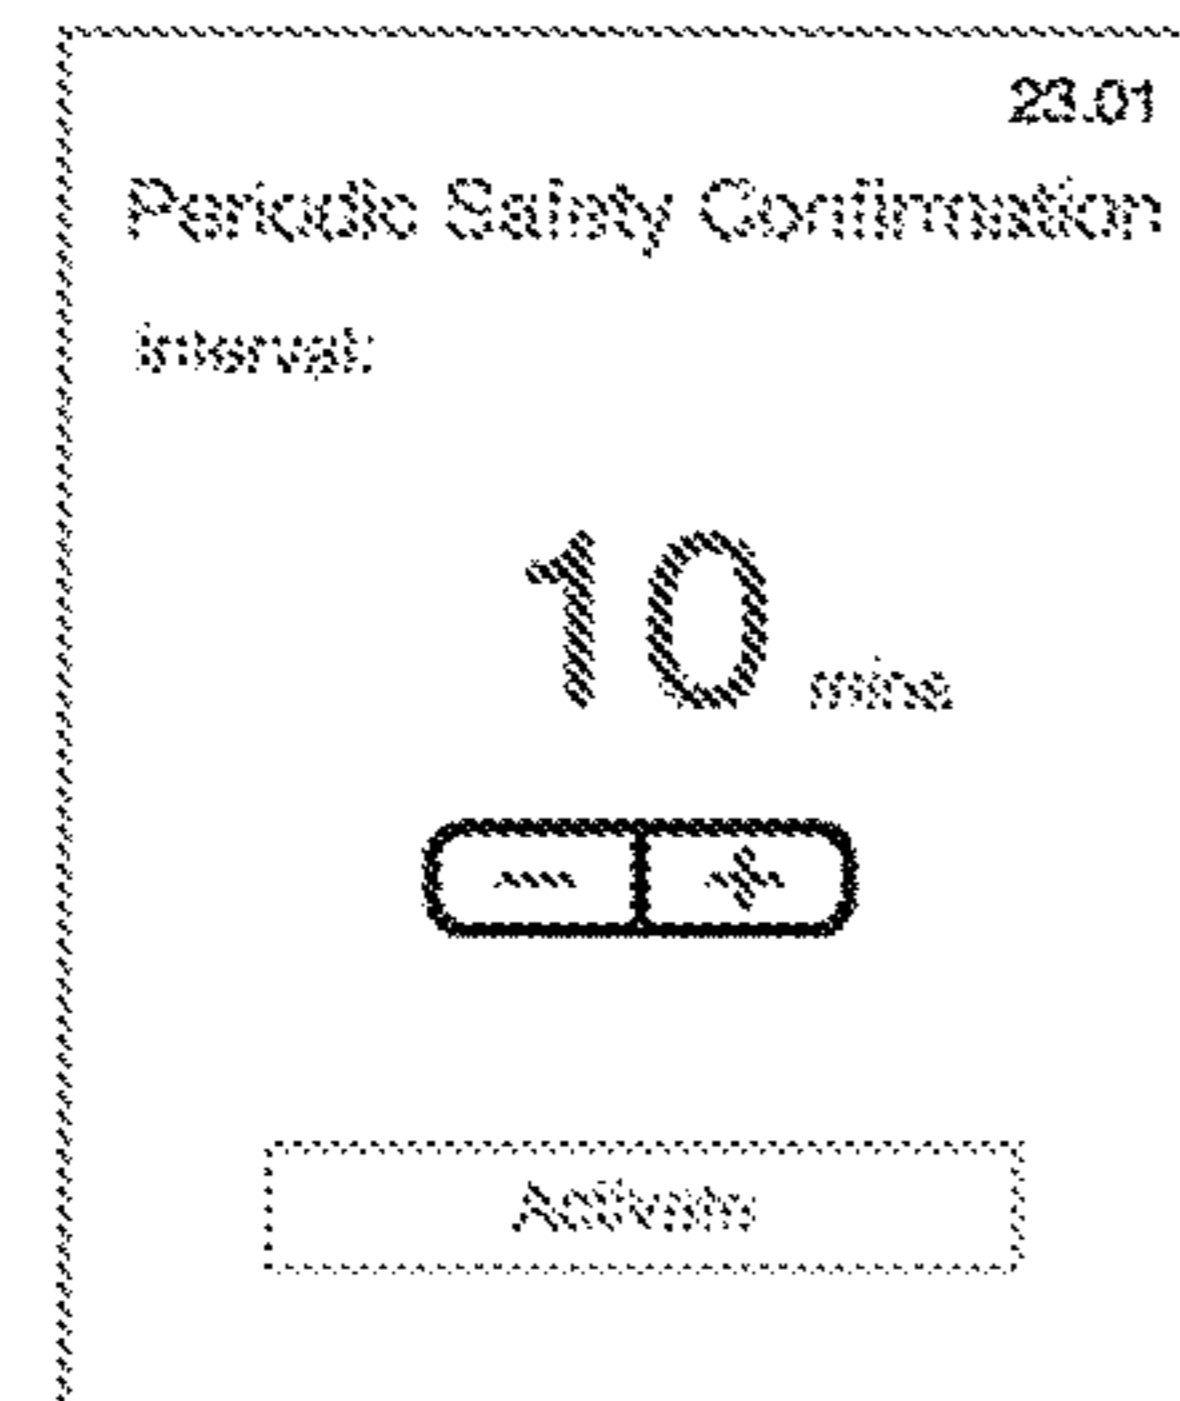 23.01
Periodic Safety Confirmation
interval:
10 mins
− +
Activate